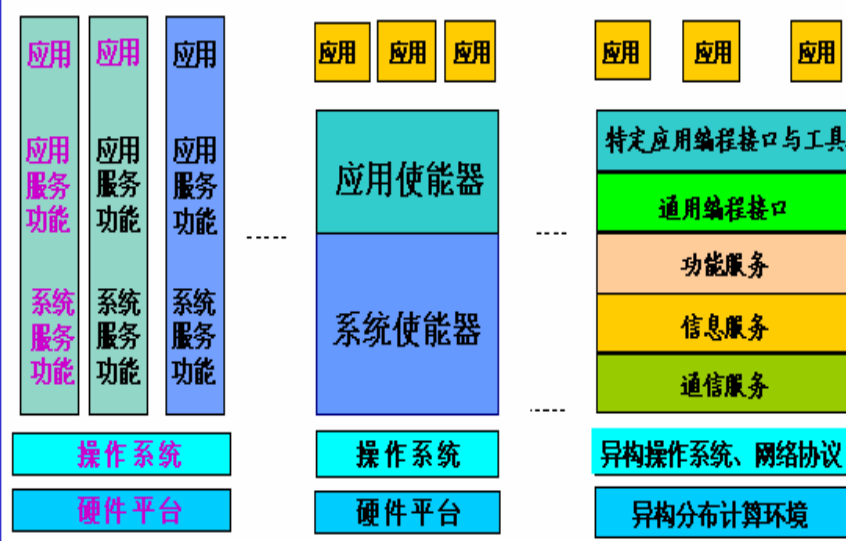 应用
应用
服务
功能
系统
服务
功能
应用
应用
服务
功能
系统
服务
功能
应用
应用
服务
功能
系统
服务
功能
操作系统
硬件平台
应用
应用
应用
应用使能器
系统使能器
操作系统
硬件平台
应用
应用
应用
特定应用编程接口与工具
通用编程接口
功能服务
信息服务
通信服务
异构操作系统、网络协议
异构分布计算环境